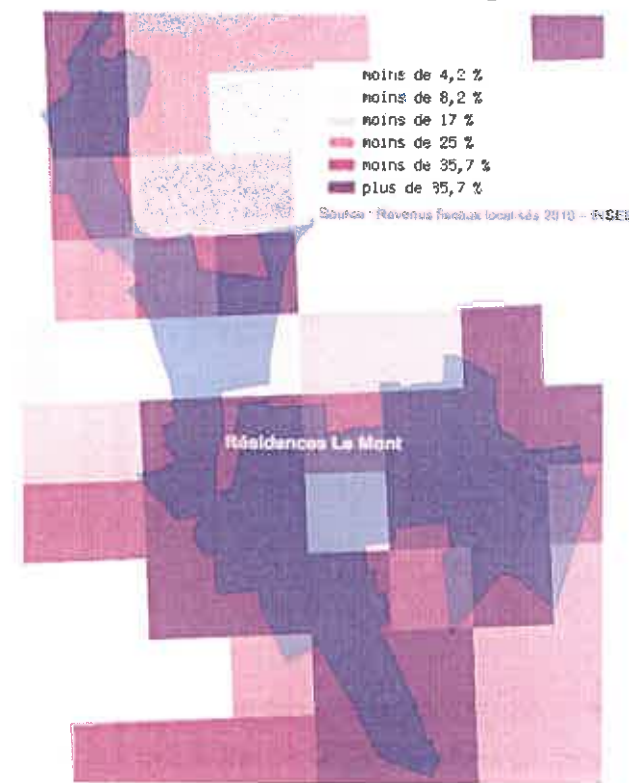 moins de 4,2 %
moins de 8,2 %
moins de 17 %
moins de 25 %
moins de 35,7 %
plus de 35,7 %
Source : Revenus fiscaux localisés 2010 - INSEE
Résidences Le Mont